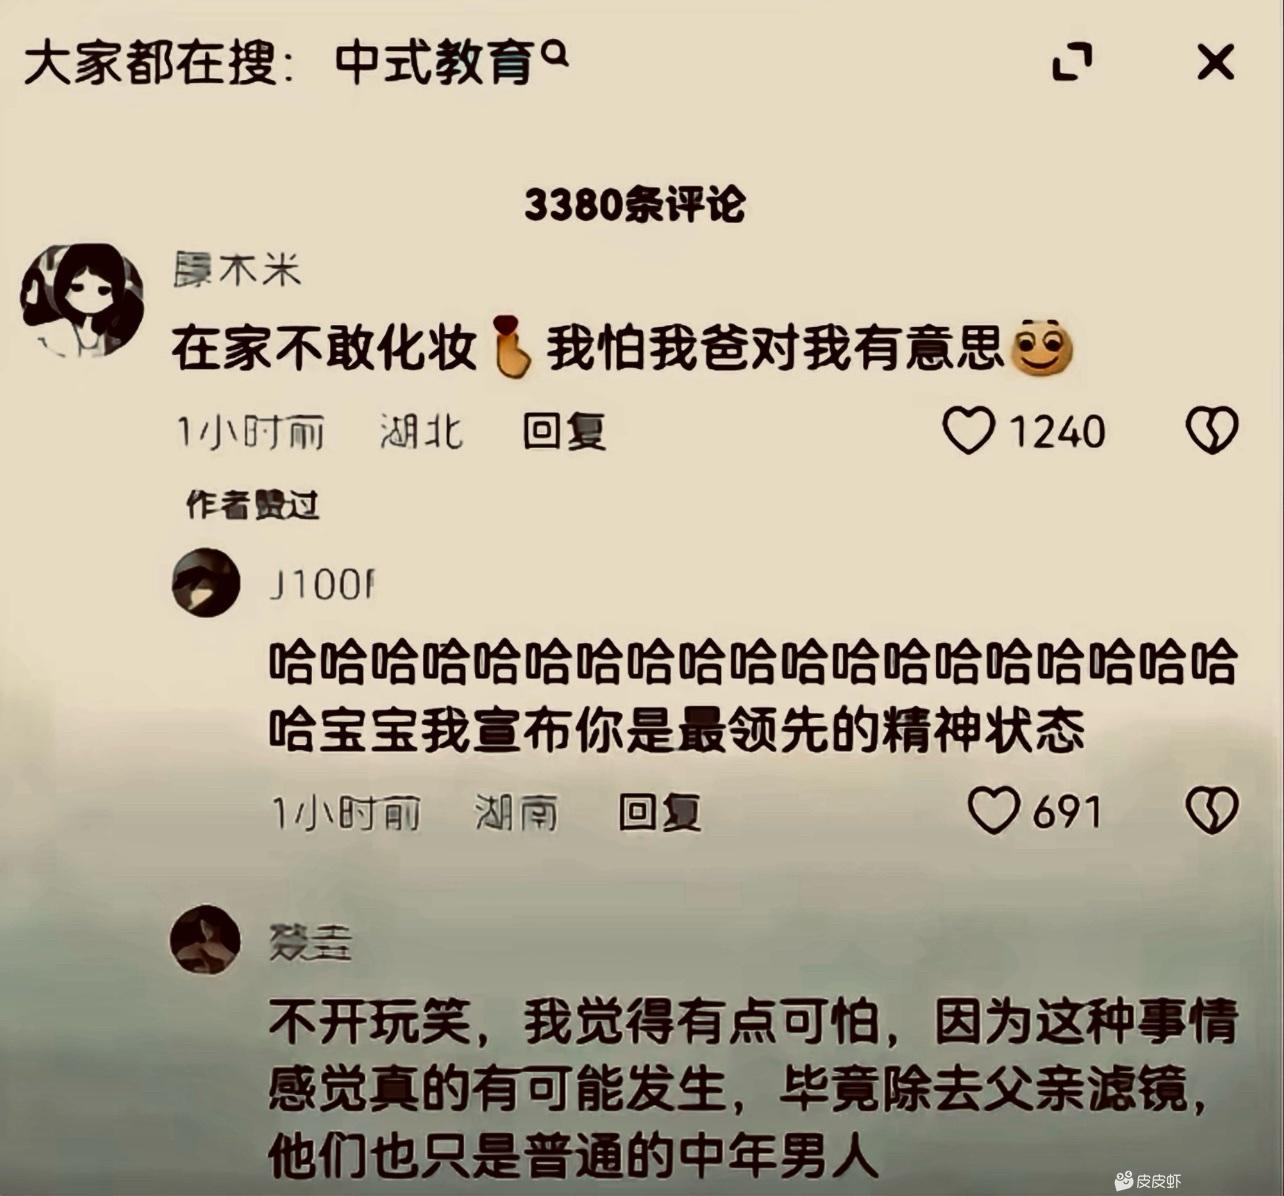 大家都在搜： 中式教育
3380条评论
木米
在家不敢化妆🫰我怕我爸对我有意思😊
1小时前 湖北 回复 1240
作者赞过
J100
哈哈哈哈哈哈哈哈哈哈哈哈哈哈哈哈哈哈哈
哈宝宝我宣布你是最领先的精神状态
1小时前 湖南 回复 691
不开玩笑，我觉得有点可怕，因为这种事情
感觉真的有可能发生，毕竟除去父亲滤镜，
他们也只是普通的中年男人
皮皮虾